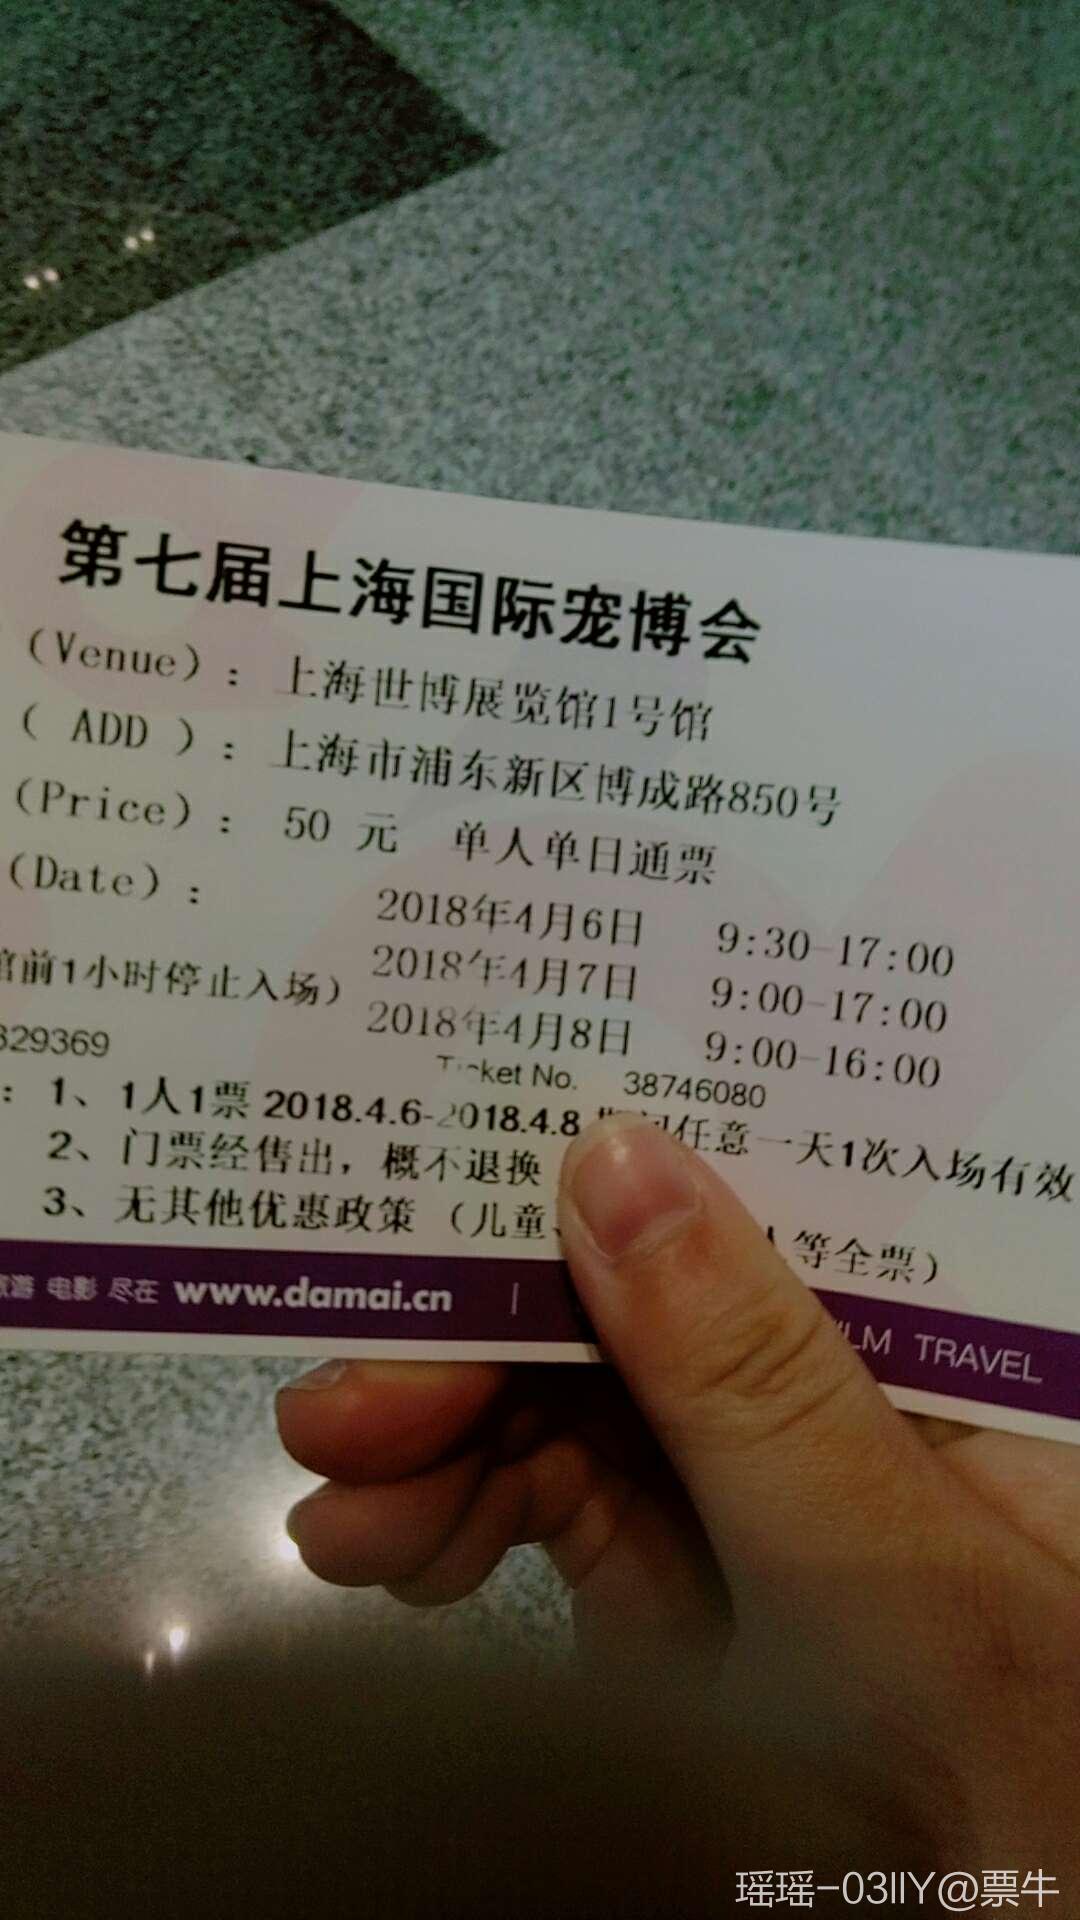 第七届上海国际宠博会
(Venue)： 上海世博展览馆1号馆
( ADD )： 上海市浦东新区博成路850号
(Price)： 50 元 单人单日通票
(Date)：
2018年4月6日 9:30-17:00
前1小时停止入场) 2018年4月7日 9:00-17:00
2018年4月8日 9:00-16:00
329369
Ticket No. 38746080
：1、1人1票 2018.4.6-2018.4.8 期间任意一天1次入场有效
2、门票经售出，概不退换
3、无其他优惠政策 （儿童、 人等全票）
旅游 电影 尽在 www.damai.cn | FILM TRAVEL
瑶瑶-03llY@票牛